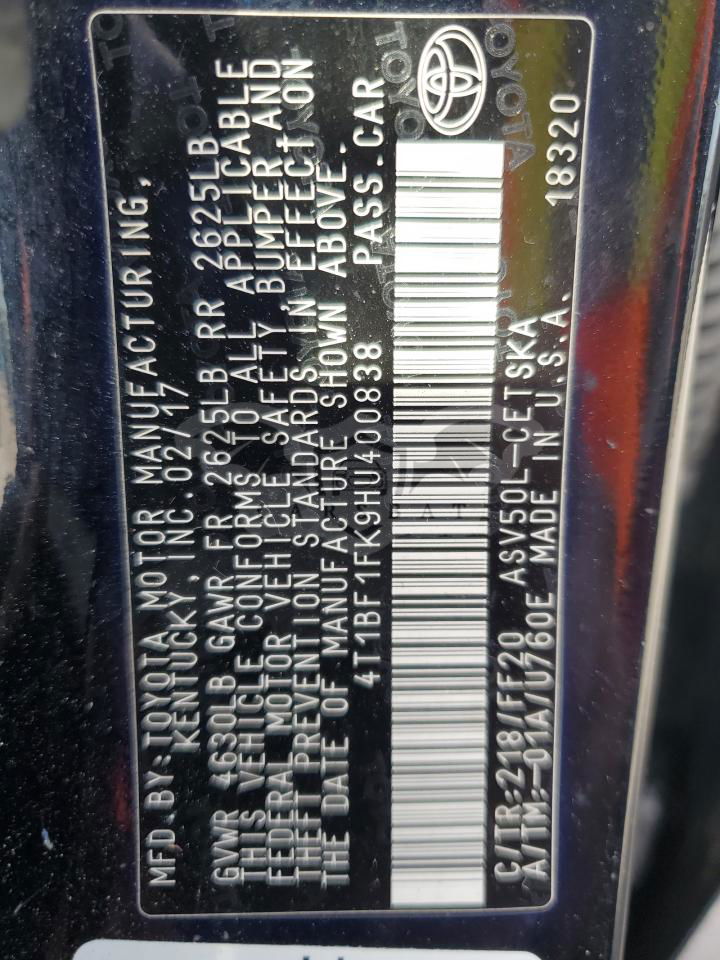 MFD.BY:TOYOTA MOTOR MANUFACTURING,
KENTUCKY, INC.02/17
GVWR 4630LB GAWR FR 2625LB RR 2625LB
THIS VEHICLE CONFORMS TO ALL APPLICABLE
FEDERAL MOTOR VEHICLE SAFETY, BUMPER,AND
THEFT PREVENTION STANDARDS IN EFFECT ON
THE DATE OF MANUFACTURE SHOWN ABOVE.
4T1BF1FK9HU400838 PASS.CAR
C/TR:218/FF20 ASV50L-CETSKA 18320
A/TM:-01A/U760E MADE IN U.S.A.
TOYOTA